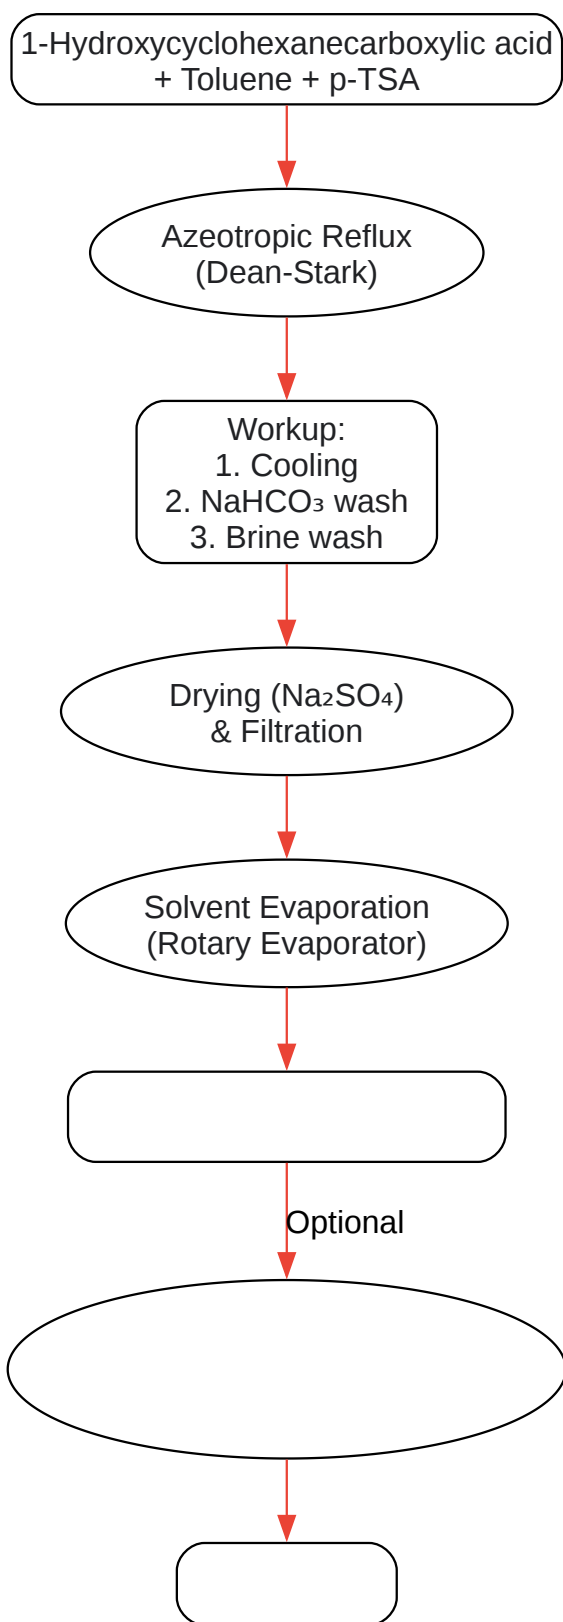 1-Hydroxycyclohexanecarboxylic acid
+ Toluene + p-TSA
Azeotropic Reflux
(Dean-Stark)
Workup:
1. Cooling
2. NaHCO₃ wash
3. Brine wash
Drying (Na₂SO₄)
& Filtration
Solvent Evaporation
(Rotary Evaporator)
Optional